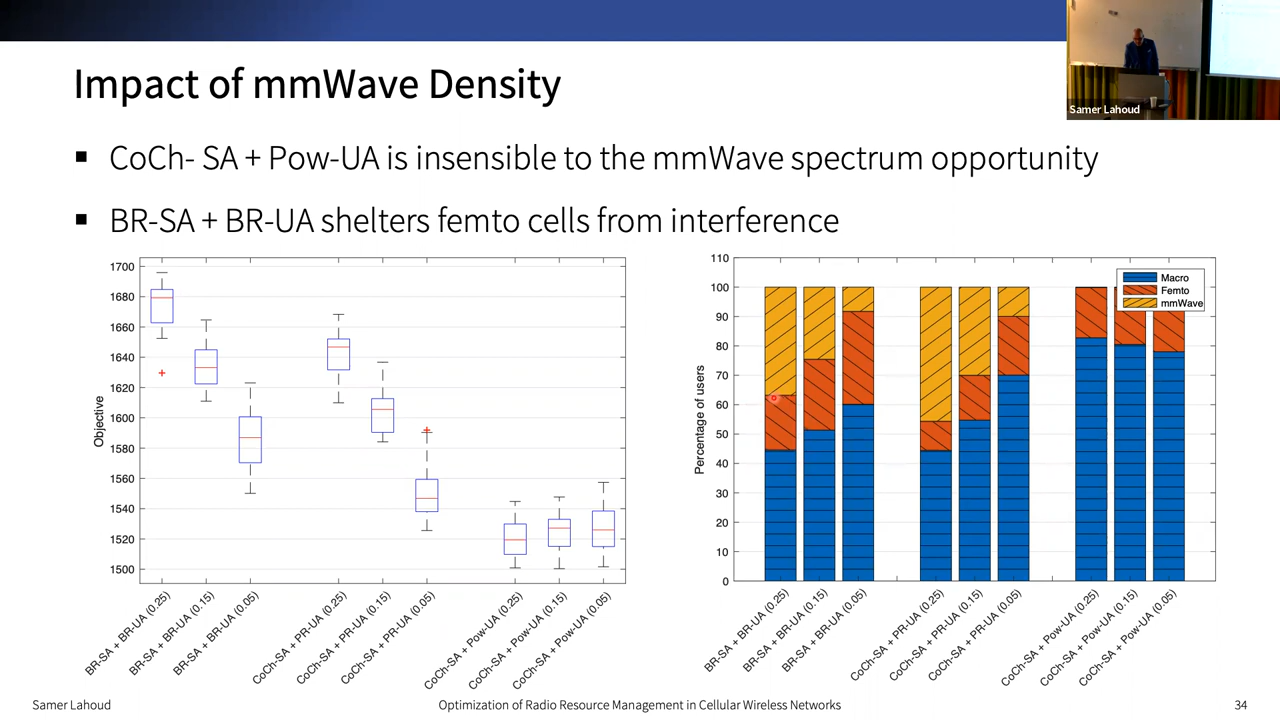 Samer Lahoud
Impact of mmWave Density
▪ CoCh- SA + Pow-UA is insensible to the mmWave spectrum opportunity
▪ BR-SA + BR-UA shelters femto cells from interference
Objective
1700
1680
1660
1640
1620
1600
1580
1560
1540
1520
1500
BR-SA + BR-UA (0.25)
BR-SA + BR-UA (0.15)
BR-SA + BR-UA (0.05)
CoCh-SA + PR-UA (0.25)
CoCh-SA + PR-UA (0.15)
CoCh-SA + PR-UA (0.05)
CoCh-SA + Pow-UA (0.25)
CoCh-SA + Pow-UA (0.15)
CoCh-SA + Pow-UA (0.05)
Percentage of users
110
100
90
80
70
60
50
40
30
20
10
0
Macro
Femto
mmWave
BR-SA + BR-UA (0.25)
BR-SA + BR-UA (0.15)
BR-SA + BR-UA (0.05)
CoCh-SA + PR-UA (0.25)
CoCh-SA + PR-UA (0.15)
CoCh-SA + PR-UA (0.05)
CoCh-SA + Pow-UA (0.25)
CoCh-SA + Pow-UA (0.15)
CoCh-SA + Pow-UA (0.05)
Samer Lahoud
Optimization of Radio Resource Management in Cellular Wireless Networks
34